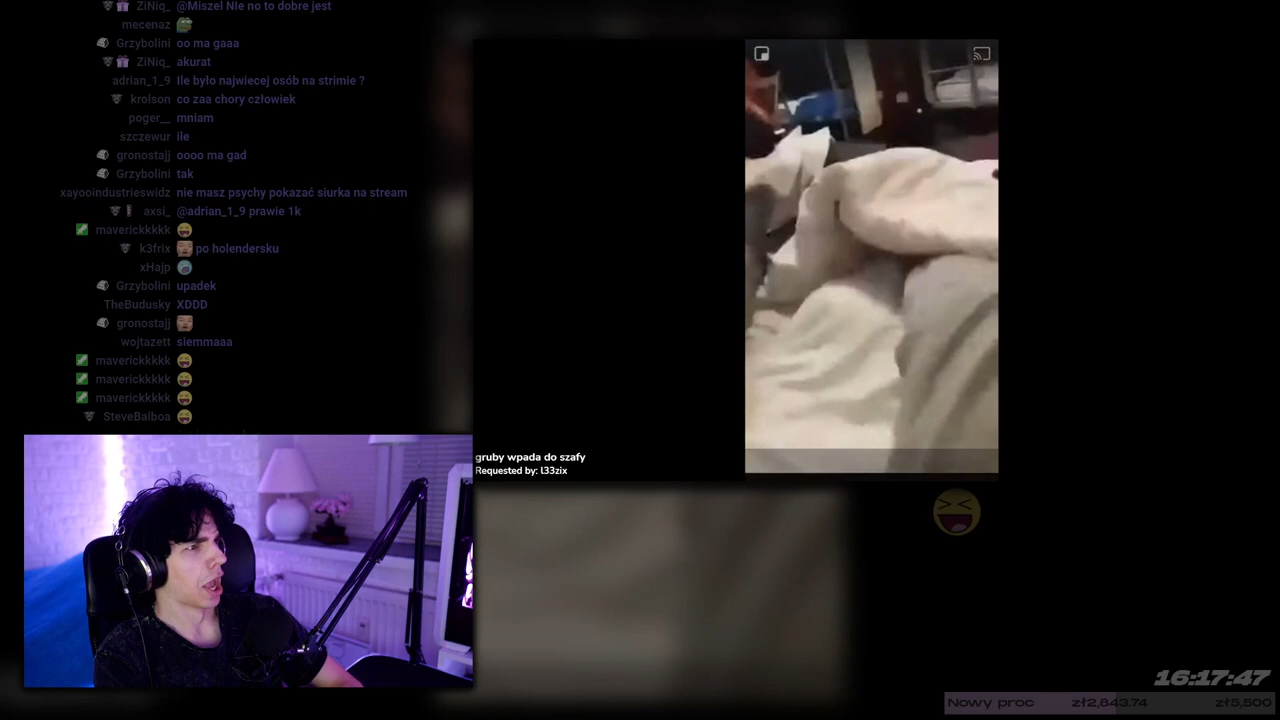 ZiNiq_ @Miszel NIe no to dobre jest
mecenaz
Grzybolini oo ma gaaa
ZiNiq_ akurat
adrian_1_9 Ile było najwiecej osób na strimie ?
krolson co zaa chory człowiek
poger__ mniam
szczewur ile
gronostajj oooo ma gad
Grzybolini tak
xayooindustrieswidz nie masz psychy pokazać siurka na stream
axsi_ @adrian_1_9 prawie 1k
maverickkkkk
k3frix po holendersku
xHajp
Grzybolini upadek
TheBudusky XDDD
gronostajj
wojtazett siemmaaa
maverickkkkk
maverickkkkk
maverickkkkk
SteveBalboa
gruby wpada do szafy
Requested by: l33zix
16:17:47
Nowy proc zł2,843.74 zł5,500